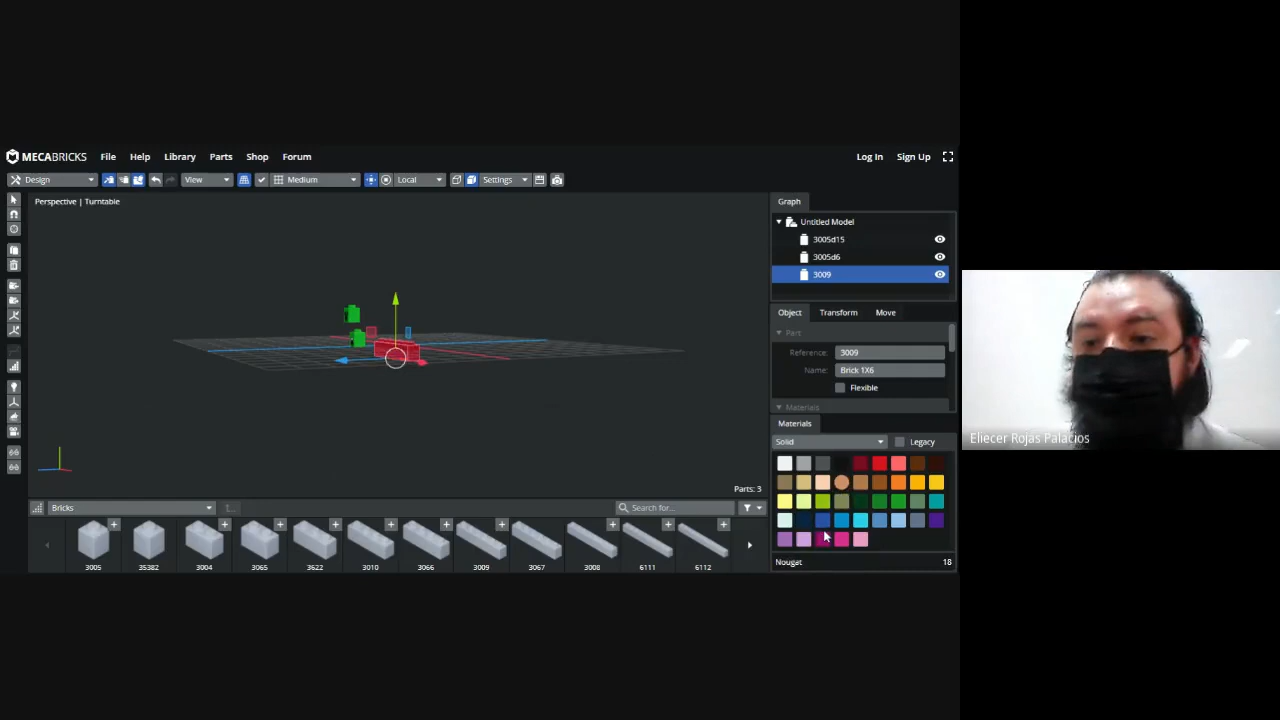 MECABRICKS File Help Library Parts Shop Forum Log In Sign Up
Design View Medium Local Settings
Perspective | Turntable
Graph
Untitled Model
3005d15
3005d6
3009
Object Transform Move
Part
Reference: 3009
Name: Brick 1X6
Flexible
Materials
Materials
Solid Legacy
Nougat 18
Parts: 3
Bricks Search for...
3005 35382 3004 3065 3622 3010 3066 3009 3067 3008 6111 6112
Eliecer Rojas Palacios